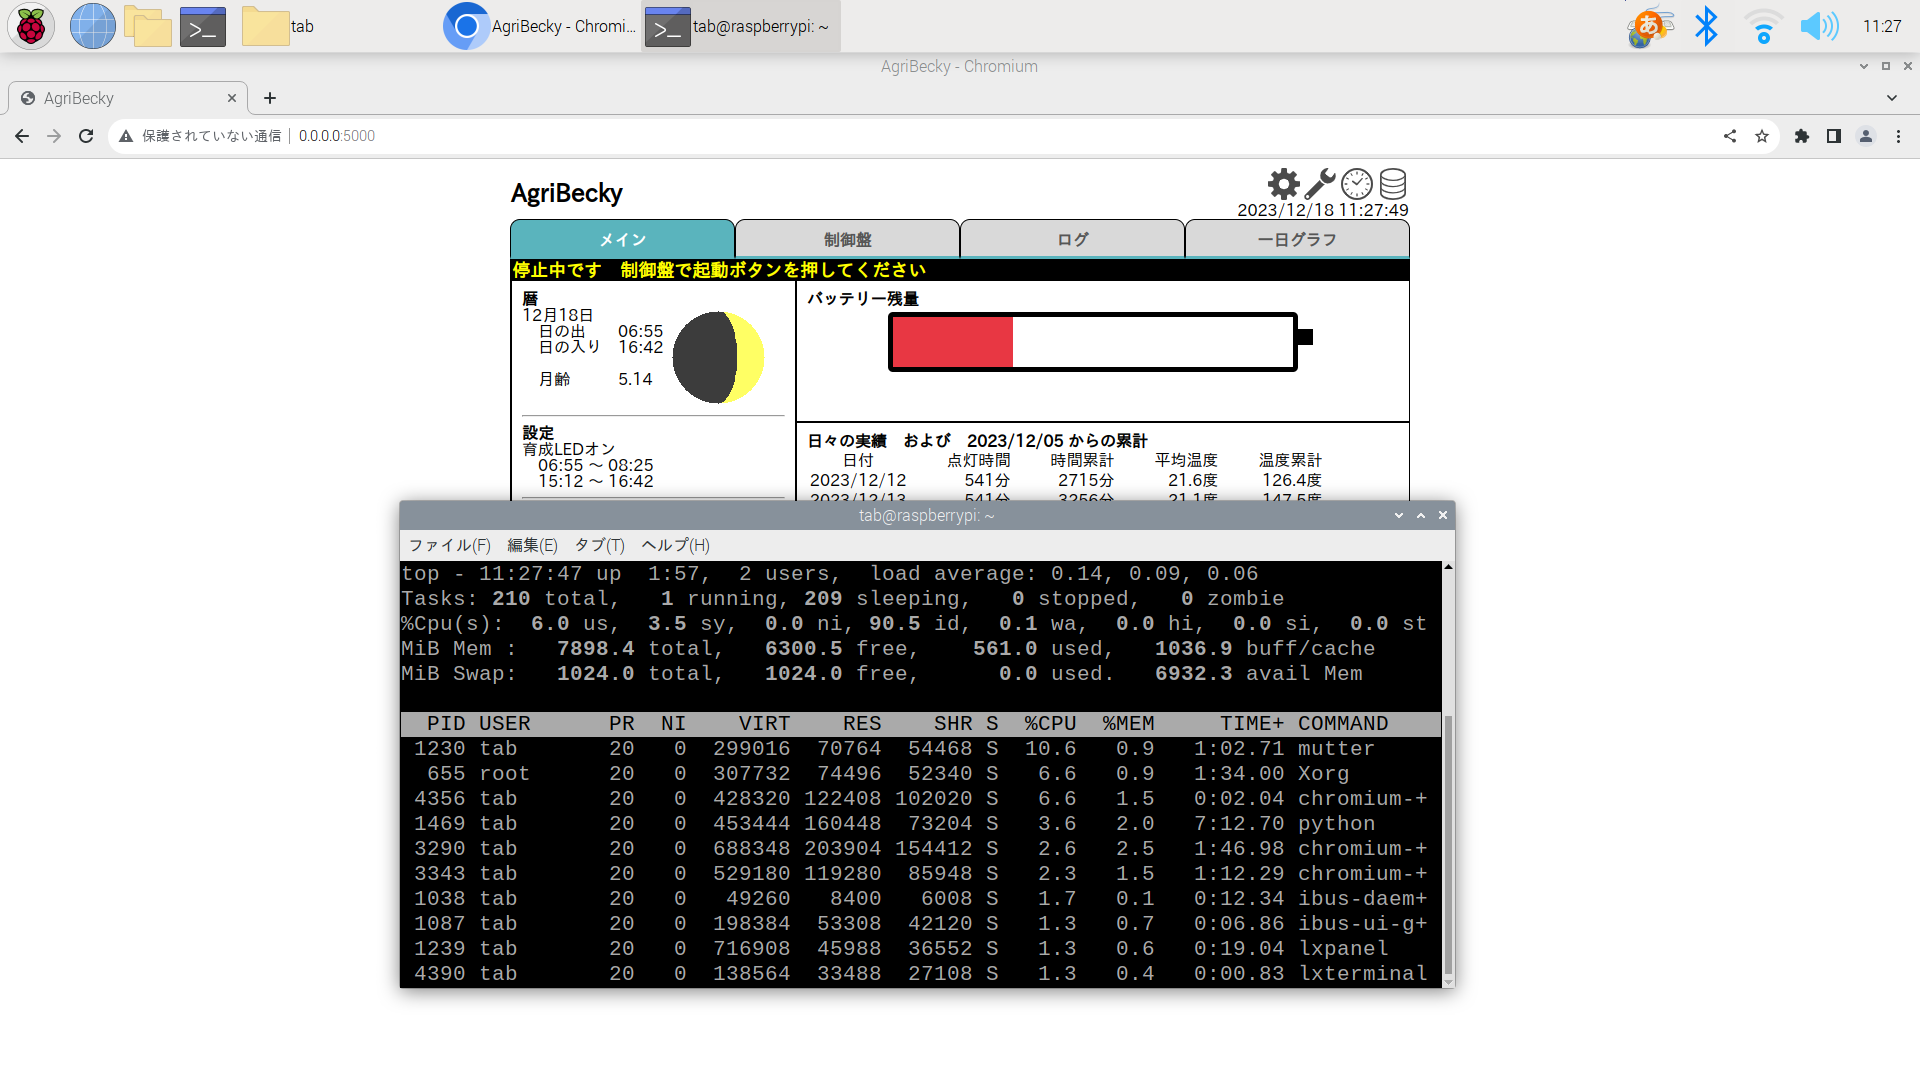 tab
AgriBecky - Chromi...
tab@raspberrypi: ~
あ
11:27
AgriBecky - Chromium
AgriBecky
保護されていない通信 0.0.0.0:5000
AgriBecky
2023/12/18 11:27:49
メイン 制御盤 ログ 一日グラフ
停止中です 制御盤で起動ボタンを押してください
暦
12月18日
日の出 06:55
日の入り 16:42
月齢 5.14
設定
育成LEDオン
06:55 ～ 08:25
15:12 ～ 16:42
バッテリー残量
日々の実績 および 2023/12/05 からの累計
日付 点灯時間 時間累計 平均温度 温度累計
2023/12/12 541分 2715分 21.6度 126.4度
2023/12/13 541分 3256分 21.1度 147.5度
tab@raspberrypi: ~
ファイル(F) 編集(E) タブ(T) ヘルプ(H)
top - 11:27:47 up  1:57,  2 users,  load average: 0.14, 0.09, 0.06
Tasks: 210 total,   1 running, 209 sleeping,   0 stopped,   0 zombie
%Cpu(s):  6.0 us,  3.5 sy,  0.0 ni, 90.5 id,  0.1 wa,  0.0 hi,  0.0 si,  0.0 st
MiB Mem :   7898.4 total,   6300.5 free,    561.0 used,   1036.9 buff/cache
MiB Swap:   1024.0 total,   1024.0 free,      0.0 used.   6932.3 avail Mem
PID USER      PR  NI    VIRT    RES    SHR S  %CPU  %MEM     TIME+ COMMAND
1230 tab       20   0  299016  70764  54468 S  10.6   0.9   1:02.71 mutter
655 root      20   0  307732  74496  52340 S   6.6   0.9   1:34.00 Xorg
4356 tab       20   0  428320 122408 102020 S   6.6   1.5   0:02.04 chromium-+
1469 tab       20   0  453444 160448  73204 S   3.6   2.0   7:12.70 python
3290 tab       20   0  688348 203904 154412 S   2.6   2.5   1:46.98 chromium-+
3343 tab       20   0  529180 119280  85948 S   2.3   1.5   1:12.29 chromium-+
1038 tab       20   0   49260   8400   6008 S   1.7   0.1   0:12.34 ibus-daem+
1087 tab       20   0  198384  53308  42120 S   1.3   0.7   0:06.86 ibus-ui-g+
1239 tab       20   0  716908  45988  36552 S   1.3   0.6   0:19.04 lxpanel
4390 tab       20   0  138564  33488  27108 S   1.3   0.4   0:00.83 lxterminal